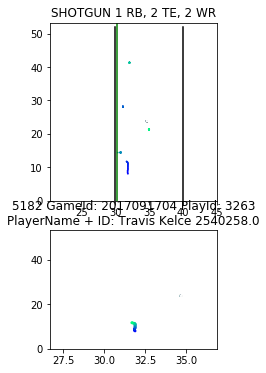 SHOTGUN 1 RB, 2 TE, 2 WR
50
40
30
20
10
0
25 30 35 40 45
5182 GameId: 2017091704 PlayId: 3263
PlayerName + ID: Travis Kelce 2540258.0
40
20
0
27.5 30.0 32.5 35.0